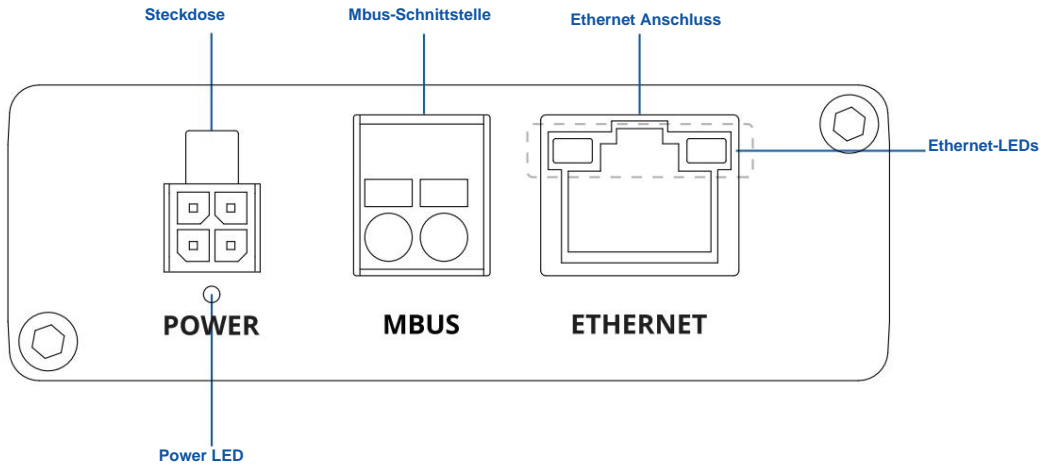 Steckdose
Mbus-Schnittstelle
Ethernet Anschluss
Ethernet-LEDs
POWER
MBUS
ETHERNET
Power LED